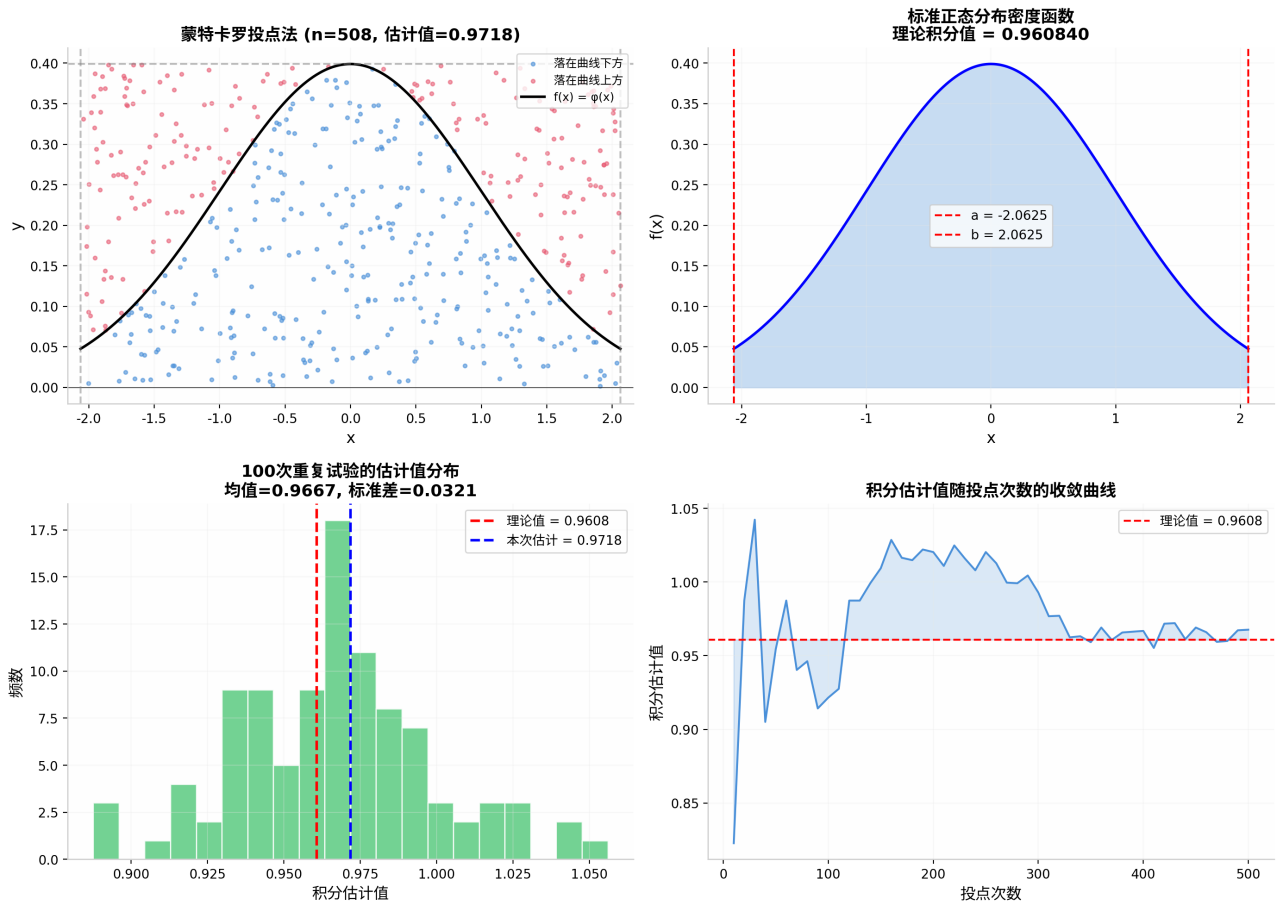 蒙特卡罗投点法 (n=508, 估计值=0.9718)
落在曲线下方
落在曲线上方
f(x) = φ(x)
0.40
0.35
0.30
0.25
0.20
0.15
0.10
0.05
0.00
y
-2.0
-1.5
-1.0
-0.5
0.0
0.5
1.0
1.5
2.0
x
标准正态分布密度函数
理论积分值 = 0.960840
a = -2.0625
b = 2.0625
0.40
0.35
0.30
0.25
0.20
0.15
0.10
0.05
0.00
f(x)
-2
-1
0
1
2
x
100次重复试验的估计值分布
均值=0.9667, 标准差=0.0321
理论值 = 0.9608
本次估计 = 0.9718
17.5
15.0
12.5
10.0
7.5
5.0
2.5
0.0
频数
0.900
0.925
0.950
0.975
1.000
1.025
1.050
积分估计值
积分估计值随投点次数的收敛曲线
理论值 = 0.9608
1.05
1.00
0.95
0.90
0.85
积分估计值
0
100
200
300
400
500
投点次数